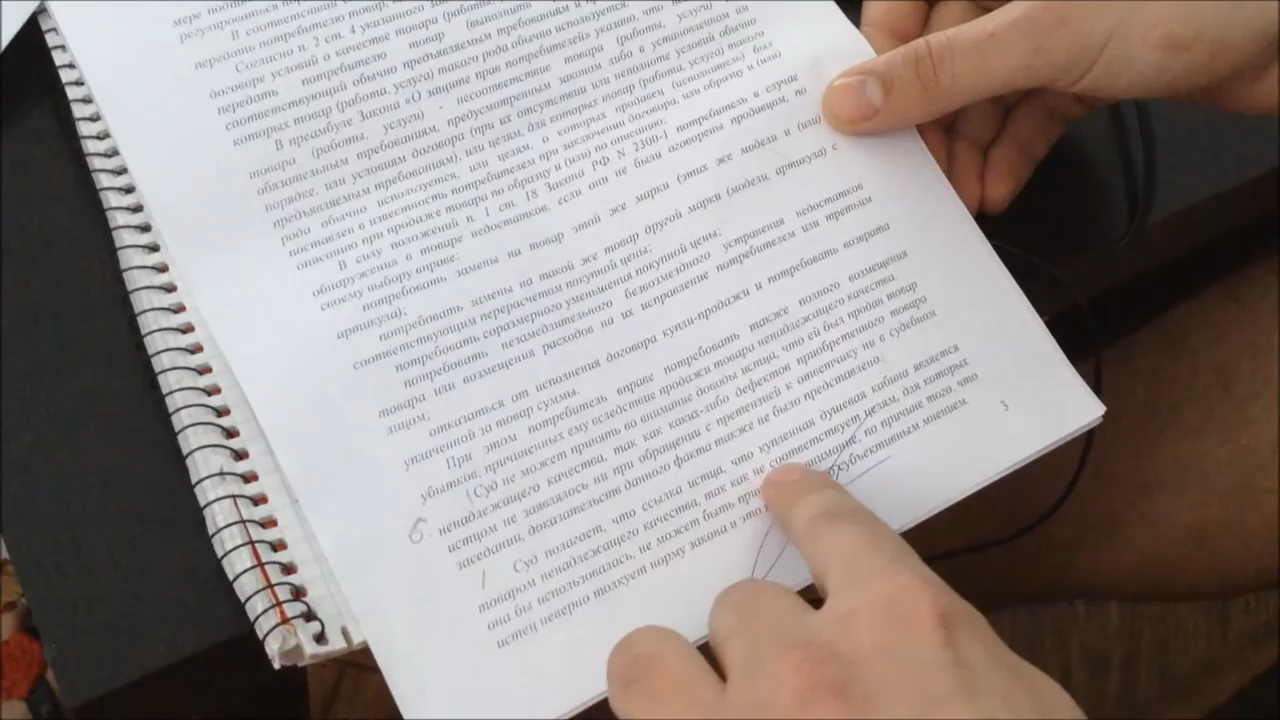 мере
регулироваться
В соответствии
передать потребителю товар,
Согласно п. 2 ст. 4 указанного
договоре условий о качестве товара (работы,
передать потребителю товар (выполнить
соответствующий обычно предъявляемым требованиям и
которых товар (работа, услуга) такого рода обычно используется.
В преамбуле Закона «О защите прав потребителей» указано, что
товара (работы, услуги) - несоответствие товара (работы, услуги) или
обязательным требованиям, предусмотренным законом либо в установленном им
порядке, или условиям договора (при их отсутствии или неполноте условий обычно
предъявляемым требованиям), или целям, для которых товар (работа, услуга) такого
рода обычно используется, или целям, о которых продавец (исполнитель) был
поставлен в известность потребителем при заключении договора, или образцу и (или)
описанию при продаже товара по образцу и (или) по описанию;
В силу положений п. 1 ст. 18 Закона РФ N 2300-1 потребитель в случае
обнаружения в товаре недостатков, если они не были оговорены продавцом, по
своему выбору вправе:
потребовать замены на товар этой же марки (этих же модели и (или)
артикула);
потребовать замены на такой же товар другой марки (модели, артикула) с
соответствующим перерасчетом покупной цены;
потребовать соразмерного уменьшения покупной цены;
потребовать незамедлительного безвозмездного устранения недостатков
товара или возмещения расходов на их исправление потребителем или третьим
лицом;
отказаться от исполнения договора купли-продажи и потребовать возврата
уплаченной за товар суммы.
При этом потребитель вправе потребовать также полного возмещения
убытков, причиненных ему вследствие продажи товара ненадлежащего качества.
Суд не может принять во внимание доводы истца, что ей был продан товар
6. ненадлежащего качества, так как каких-либо дефектов приобретенного товара
истцом не заявлялось ни при обращении с претензией к ответчику ни в судебном
заседании, доказательств данного факта также не было представлено.
Суд полагает, что ссылка истца, что купленная душевая кабина является
товаром ненадлежащего качества, так как не соответствует целям, для которых
она бы использовалась, не может быть внимание, по причине того, что
истец неверно толкует норму закона и это субъективным мнением.
3